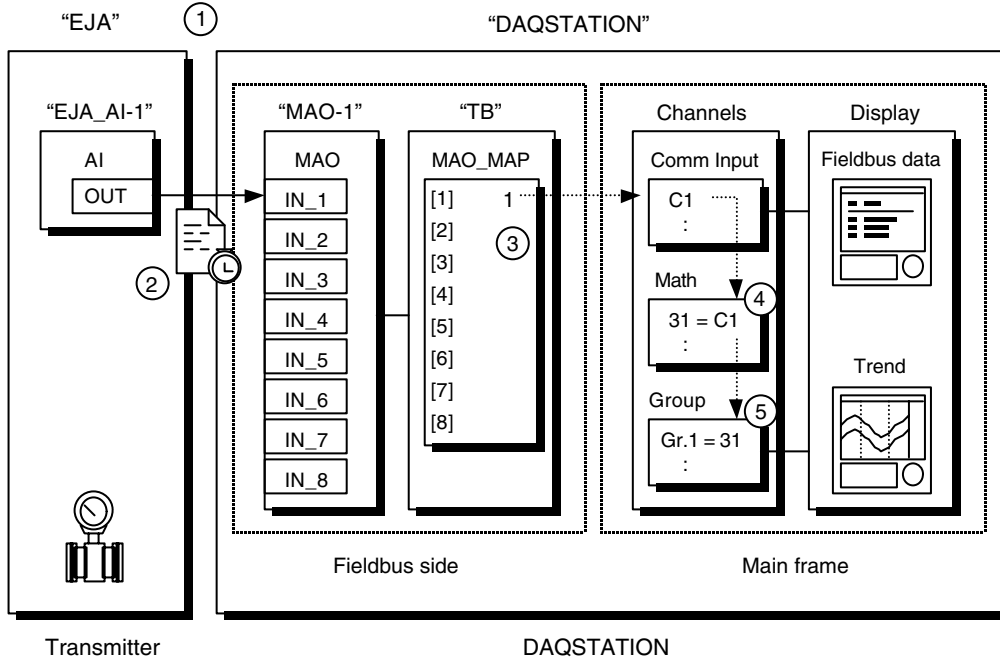 “EJA”
1
“DAQSTATION”
“EJA_AI-1”
AI
OUT
2
“MAO-1”
MAO
IN_1
IN_2
IN_3
IN_4
IN_5
IN_6
IN_7
IN_8
“TB”
MAO_MAP
[1] 1
[2]
[3]
[4]
[5]
[6]
[7]
[8]
3
Channels
Comm Input
C1
:
Math
4
31 = C1
:
Group
5
Gr.1 = 31
:
Display
Fieldbus data
Trend
Fieldbus side
Main frame
Transmitter
DAQSTATION